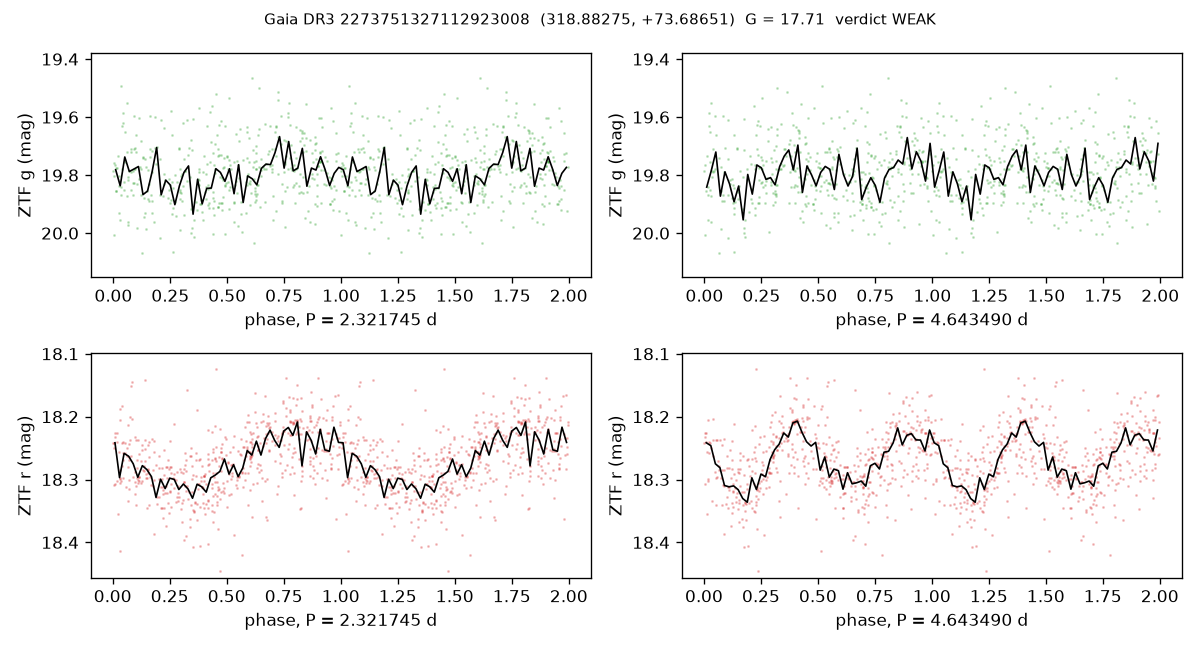 Gaia DR3 2273751327112923008 (318.88275, +73.68651) G = 17.71 verdict WEAK
ZTF g (mag)
19.4
19.6
19.8
20.0
0.00 0.25 0.50 0.75 1.00 1.25 1.50 1.75 2.00
phase, P = 2.321745 d
ZTF g (mag)
19.4
19.6
19.8
20.0
0.00 0.25 0.50 0.75 1.00 1.25 1.50 1.75 2.00
phase, P = 4.643490 d
ZTF r (mag)
18.1
18.2
18.3
18.4
0.00 0.25 0.50 0.75 1.00 1.25 1.50 1.75 2.00
phase, P = 2.321745 d
ZTF r (mag)
18.1
18.2
18.3
18.4
0.00 0.25 0.50 0.75 1.00 1.25 1.50 1.75 2.00
phase, P = 4.643490 d